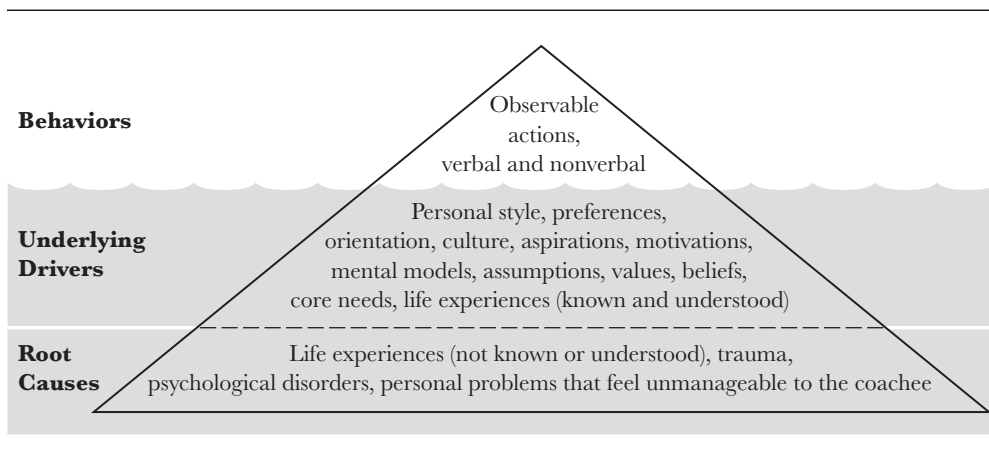 Behaviors
Observable
actions,
verbal and nonverbal
Underlying
Drivers
Personal style, preferences,
orientation, culture, aspirations, motivations,
mental models, assumptions, values, beliefs,
core needs, life experiences (known and understood)
Root
Causes
Life experiences (not known or understood), trauma,
psychological disorders, personal problems that feel unmanageable to the coachee